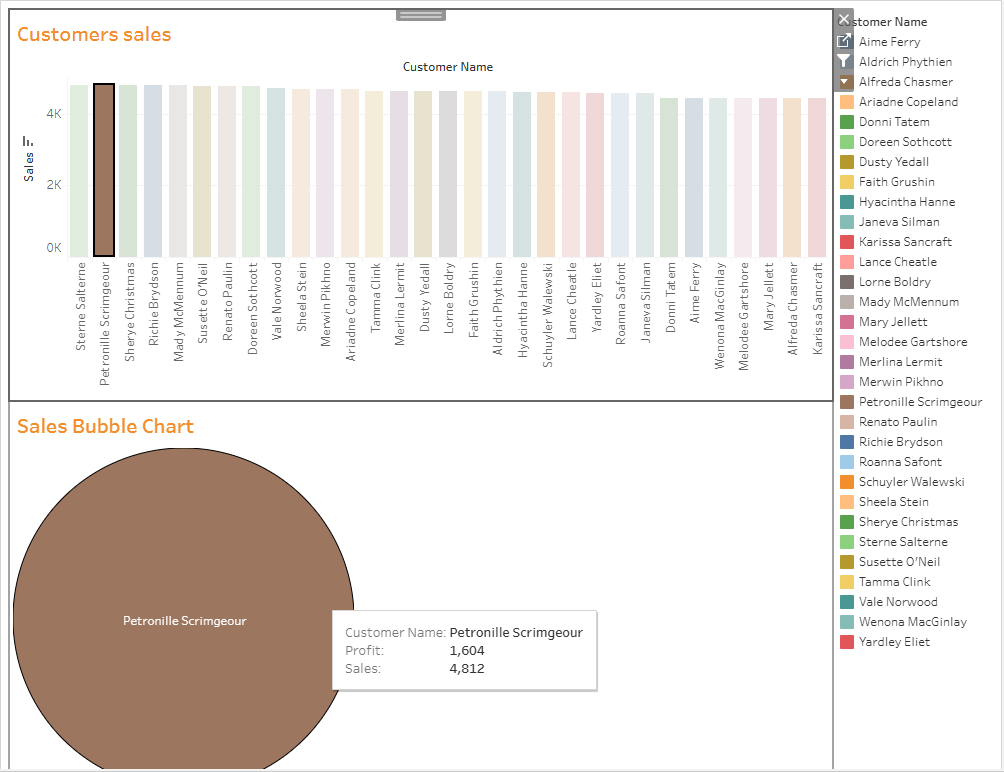 Customers sales
Customer Name
4K
2K
0K
Sales
Sterne Salterne
Petronille Scrimgeour
Sherye Christmas
Richie Brydson
Mady McMennum
Susette O'Neil
Renato Paulin
Doreen Sothcott
Vale Norwood
Sheela Stein
Merwin Pikhno
Ariadne Copeland
Tamma Clink
Merlina Lermit
Dusty Yedall
Lorne Boldry
Faith Grushin
Aldrich Phythien
Hyacintha Hanne
Schuyler Walewski
Lance Cheatle
Yardley Eliet
Roanna Safont
Janeva Silman
Donni Tatem
Aime Ferry
Wenona MacGinlay
Melodee Gartshore
Mary Jellett
Alfreda Chasmer
Karissa Sancraft
Sales Bubble Chart
Petronille Scrimgeour
Customer Name: Petronille Scrimgeour
Profit: 1,604
Sales: 4,812
Customer Name
Aime Ferry
Aldrich Phythien
Alfreda Chasmer
Ariadne Copeland
Donni Tatem
Doreen Sothcott
Dusty Yedall
Faith Grushin
Hyacintha Hanne
Janeva Silman
Karissa Sancraft
Lance Cheatle
Lorne Boldry
Mady McMennum
Mary Jellett
Melodee Gartshore
Merlina Lermit
Merwin Pikhno
Petronille Scrimgeour
Renato Paulin
Richie Brydson
Roanna Safont
Schuyler Walewski
Sheela Stein
Sherye Christmas
Sterne Salterne
Susette O'Neil
Tamma Clink
Vale Norwood
Wenona MacGinlay
Yardley Eliet